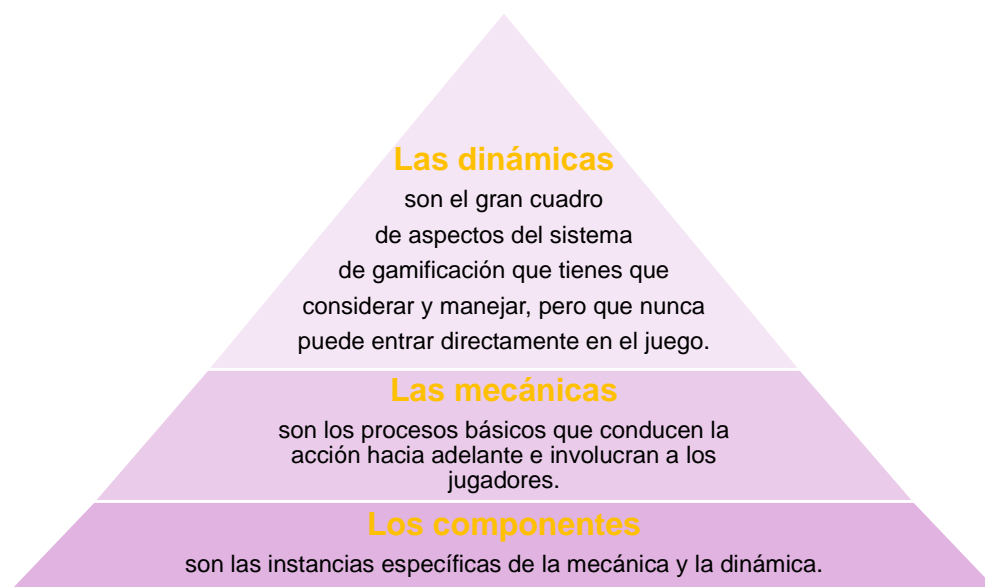 Las dinámicas
son el gran cuadro
de aspectos del sistema
de gamificación que tienes que
considerar y manejar, pero que nunca
puede entrar directamente en el juego.
Las mecánicas
son los procesos básicos que conducen la
acción hacia adelante e involucran a los
jugadores.
Los componentes
son las instancias específicas de la mecánica y la dinámica.